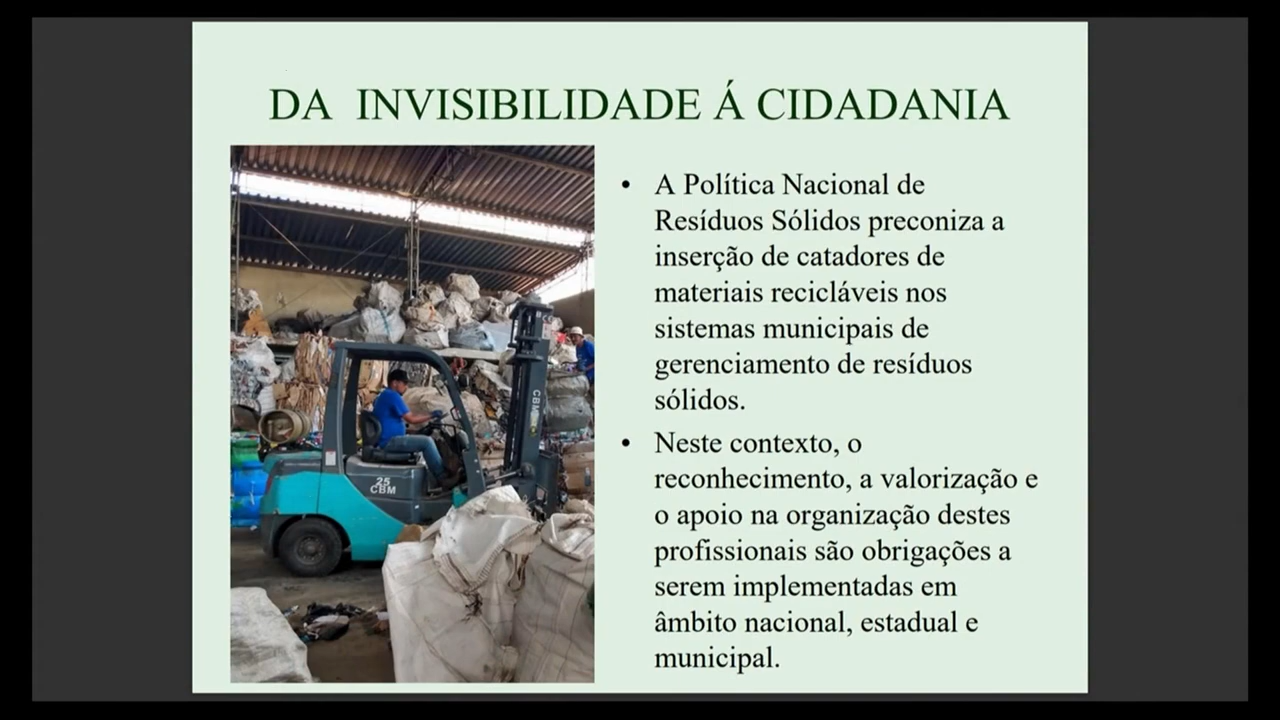 DA INVISIBILIDADE Á CIDADANIA
• A Política Nacional de
Resíduos Sólidos preconiza a
inserção de catadores de
materiais recicláveis nos
sistemas municipais de
gerenciamento de resíduos
sólidos.
• Neste contexto, o
reconhecimento, a valorização e
o apoio na organização destes
profissionais são obrigações a
serem implementadas em
âmbito nacional, estadual e
municipal.
25
CBM
CBM